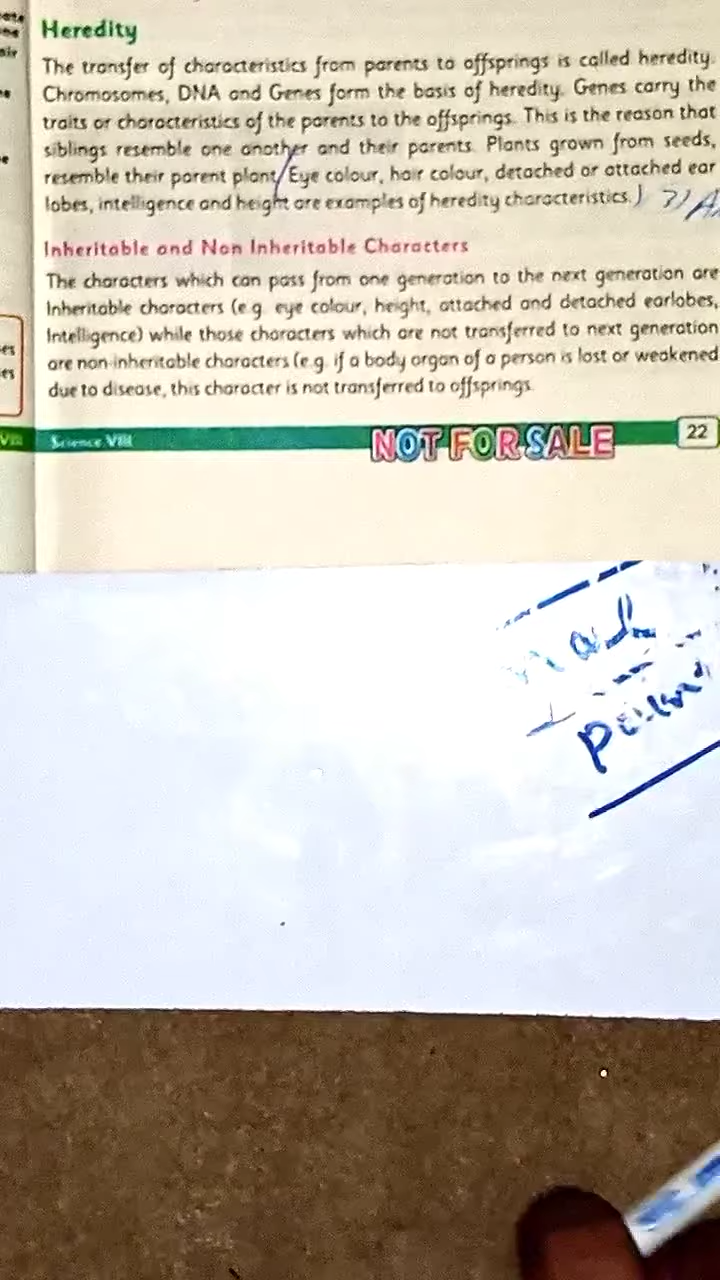 Heredity
The transfer of characteristics from parents to offsprings is called heredity.
Chromosomes, DNA and Genes form the basis of heredity. Genes carry the
traits or characteristics of the parents to the offsprings. This is the reason that
siblings resemble one another and their parents. Plants grown from seeds,
resemble their parent plant/Eye colour, hair colour, detached or attached ear
lobes, intelligence and height are examples of heredity characteristics.)
Inheritable and Non Inheritable Characters
The characters which can pass from one generation to the next generation are
Inheritable characters (e.g. eye colour, height, attached and detached earlobes,
Intelligence) while those characters which are not transferred to next generation
are non-inheritable characters (e.g. if a body organ of a person is lost or weakened
due to disease, this character is not transferred to offsprings.
Science VIII
NOT FOR SALE
22